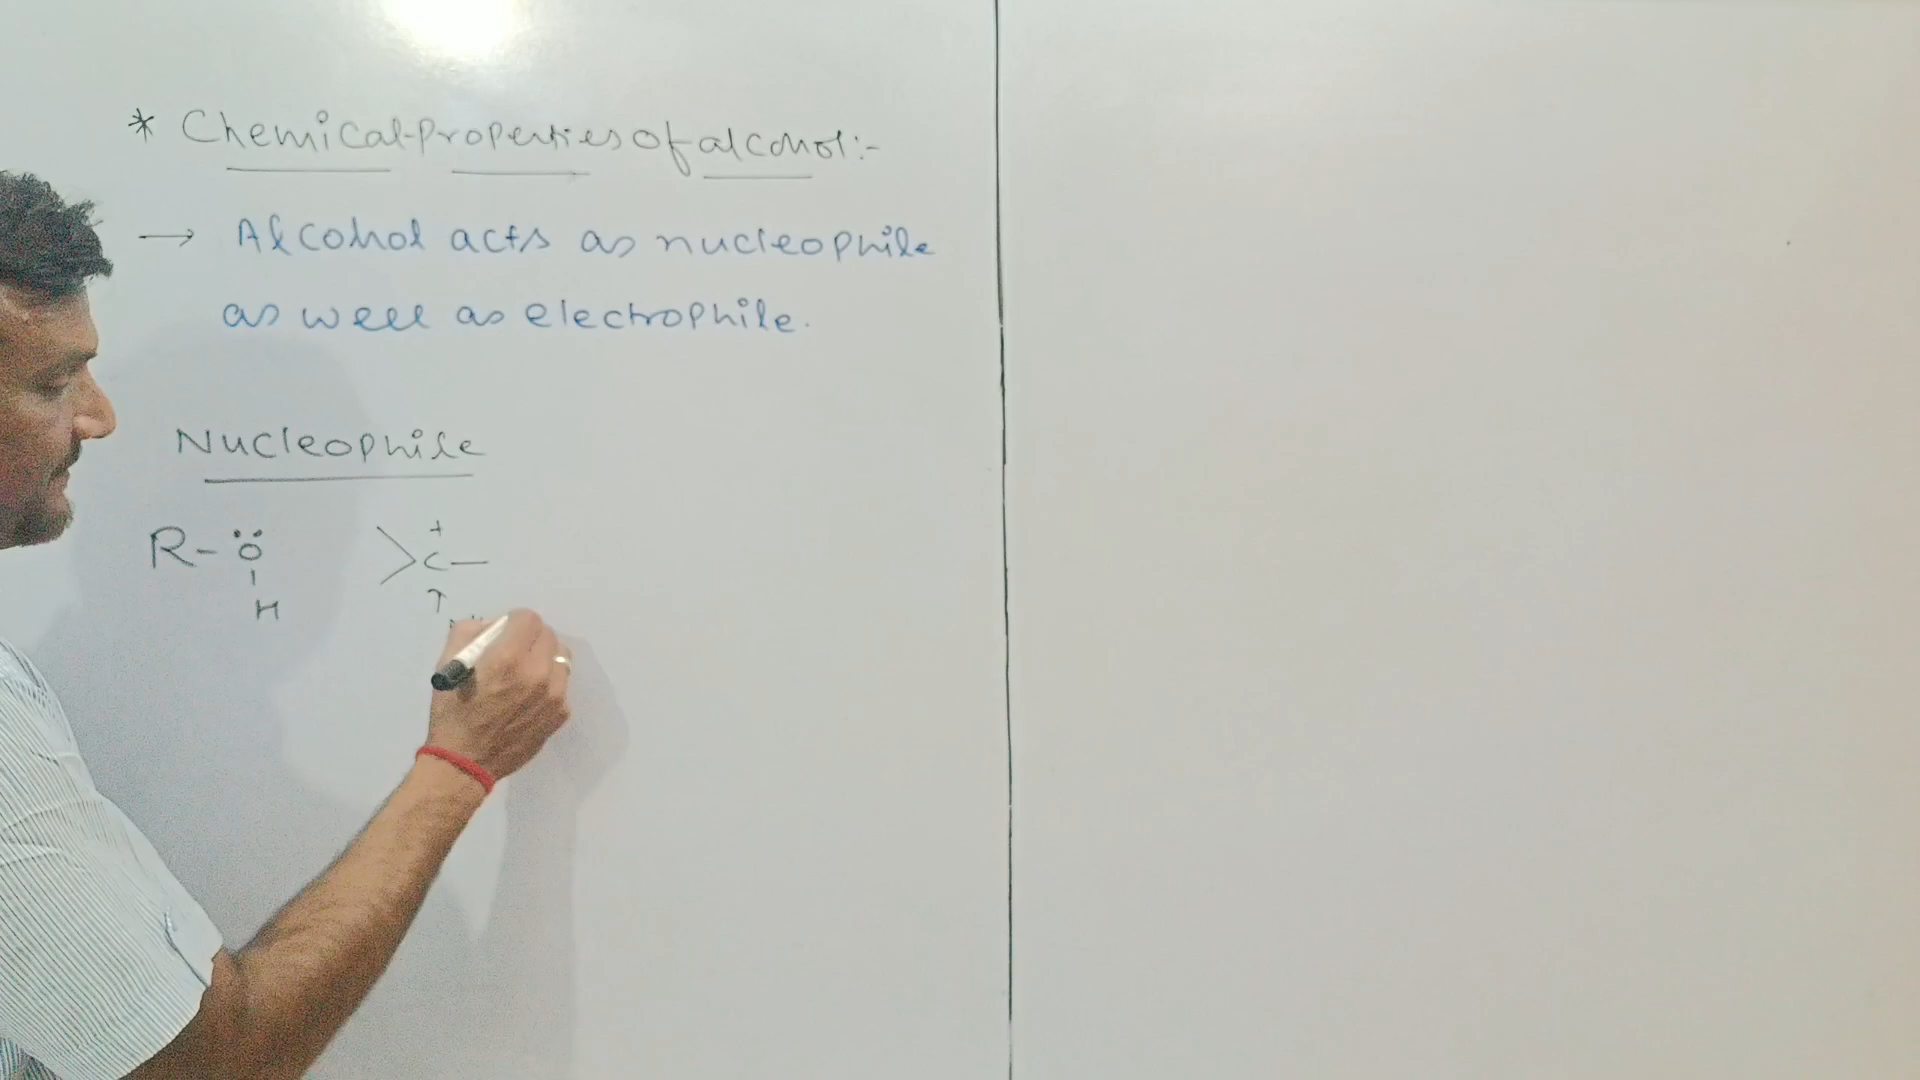 * Chemical properties of alcohol:-
→ Alcohol acts as nucleophile
as well as electrophile.
Nucleophile
R-Ö >C⁺-
| ↑
H